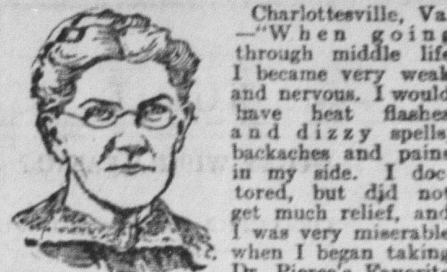 Charlottesville, Va.
—"When going
through middle life
I became very weak
and nervous. I would
have heat flashes
and dizzy spells,
backaches and pains
in my side. I doc-
tored, but did not
get much relief, and
I was very miserable
when I began taking
Dr. Pierce's